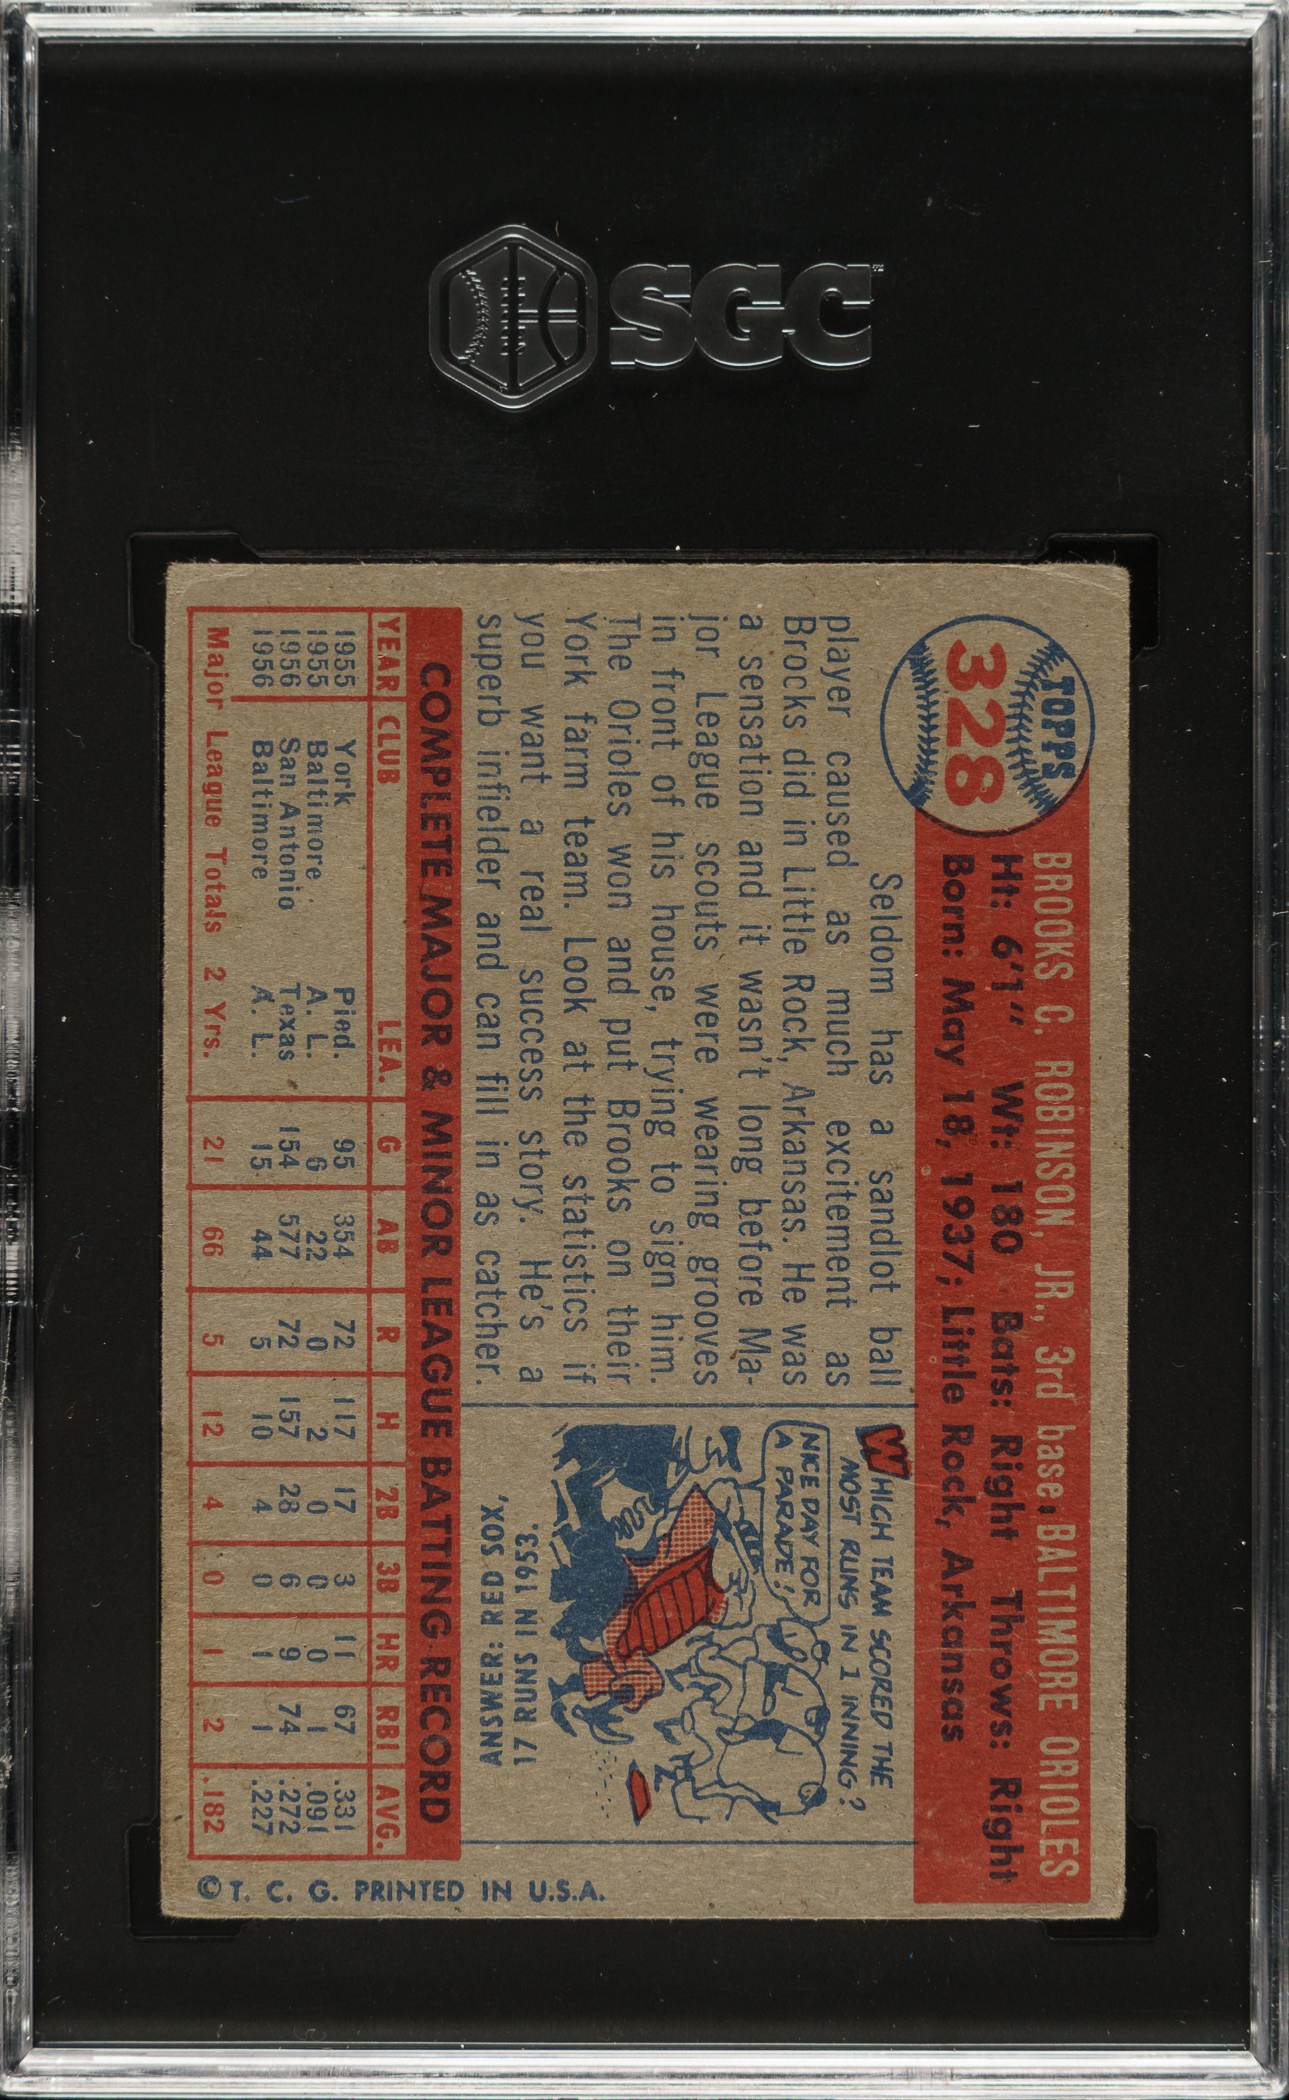 SGC
TOPPS
328
BROOKS C. ROBINSON, JR., 3rd base, BALTIMORE ORIOLES
Ht: 6'1" Wt: 180 Bats: Right Throws: Right
Born: May 18, 1937; Little Rock, Arkansas
Seldom has a sandlot ball
player caused as much excitement as
Brooks did in Little Rock, Arkansas. He was
a sensation and it wasn't long before Ma-
jor League scouts were wearing grooves
in front of his house, trying to sign him.
The Orioles won and put Brooks on their
York farm team. Look at the statistics if
you want a real success story. He's a
superb infielder and can fill in as catcher.
WHICH TEAM SCORED THE
MOST RUNS IN 1 INNING?
NICE DAY FOR
A PARADE!
ANSWER: RED SOX,
17 RUNS IN 1953.
COMPLETE MAJOR & MINOR LEAGUE BATTING RECORD
YEAR CLUB LEA. G AB R H 2B 3B HR RBI AVG.
1955 York Pied. 95 354 72 117 17 3 11 67 .331
1955 Baltimore A. L. 6 22 0 2 0 0 0 1 .091
1956 San Antonio Texas 154 577 72 157 28 6 9 74 .272
1956 Baltimore A. L. 15 44 5 10 4 0 1 1 .227
Major League Totals 2 Yrs. 21 66 5 12 4 0 1 2 .182
© T. C. G. PRINTED IN U.S.A.